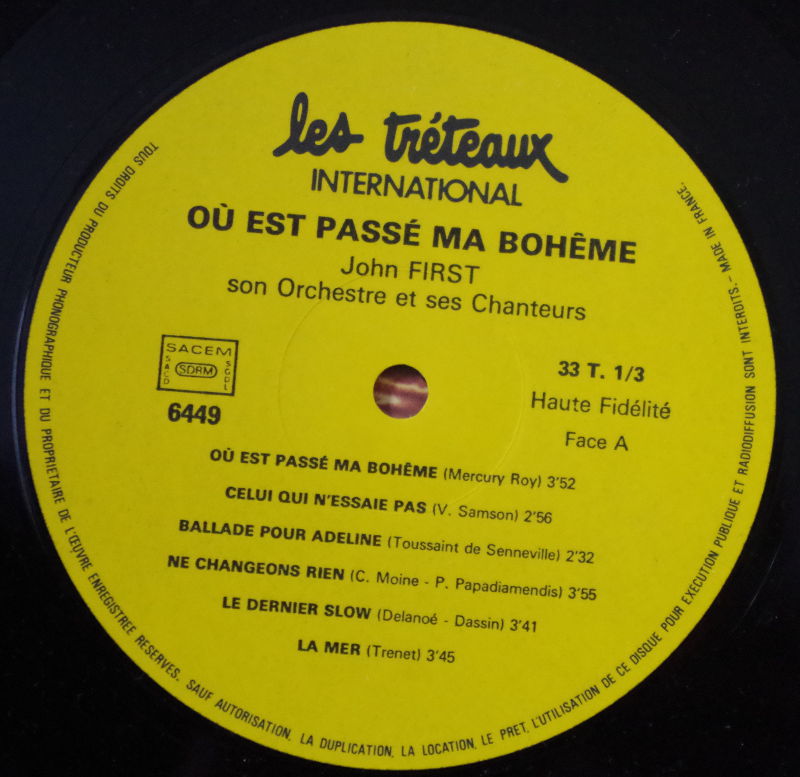 les tréteaux
INTERNATIONAL
OÙ EST PASSÉ MA BOHÊME
John FIRST
son Orchestre et ses Chanteurs
SACEM
SACD
SDRM
SGDL
6449
33 T. 1/3
Haute Fidélité
Face A
OÙ EST PASSÉ MA BOHÊME (Mercury Roy) 3'52
CELUI QUI N'ESSAIE PAS (V. Samson) 2'56
BALLADE POUR ADELINE (Toussaint de Senneville) 2'32
NE CHANGEONS RIEN (C. Moine - P. Papadiamendis) 3'55
LE DERNIER SLOW (Delanoé - Dassin) 3'41
LA MER (Trenet) 3'45
TOUS DROITS DU PRODUCTEUR PHONOGRAPHIQUE ET DU PROPRIETAIRE DE L'ŒUVRE ENREGISTREE RESERVES. SAUF AUTORISATION, LA DUPLICATION, LA LOCATION, LE PRET, L'UTILISATION DE CE DISQUE POUR EXECUTION PUBLIQUE ET RADIODIFFUSION SONT INTERDITS. - MADE IN FRANCE.